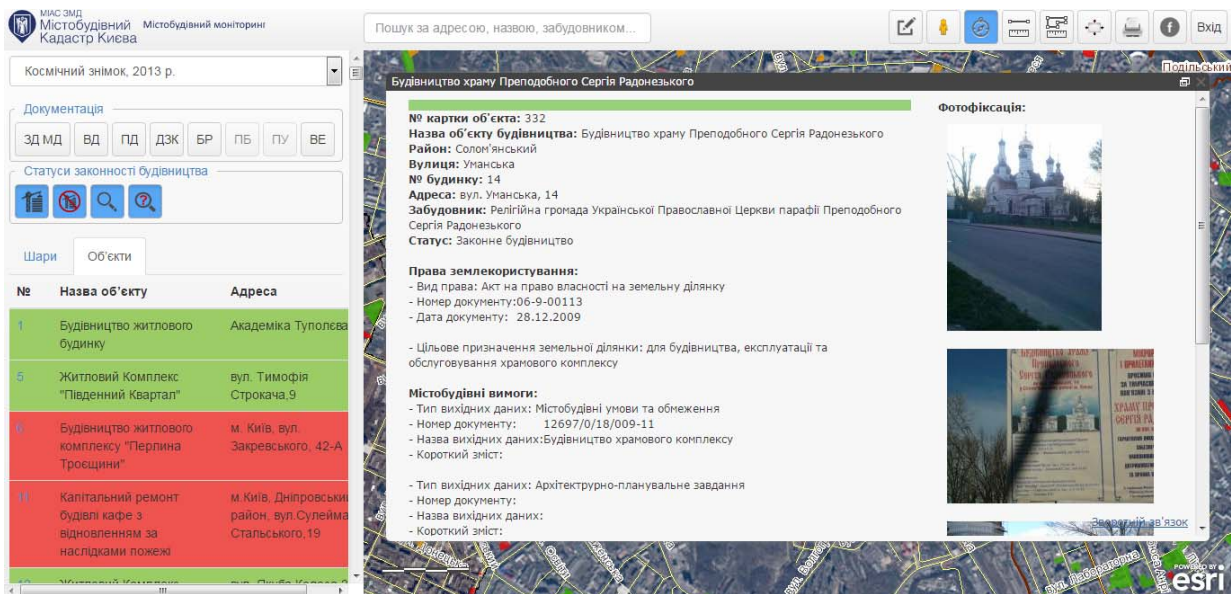 МІАС ЗМД
Містобудівний
Кадастр Києва
Містобудівний моніторинг
Пошук за адресою, назвою, забудовником...
Вхід
Космічний знімок, 2013 р.
Документація
ЗД МД ВД ПД ДЗК БР ПБ ПУ ВЕ
Статуси законності будівництва
Шари Об'єкти
№ Назва об'єкту Адреса
1 Будівництво житлового Академіка Туполєва
будинку
5 Житловий Комплекс вул. Тимофія
"Південний Квартал" Строкача,9
6 Будівництво житлового м. Київ, вул.
комплексу "Перлина Закревського, 42-А
Троєщини"
11 Капітальний ремонт м.Київ, Дніпровський
будівлі кафе з район, вул.Сулейма
відновленням за Стальського,19
наслідками пожежі
Житловий Комплекс
Подільський
Будівництво храму Преподобного Сергія Радонезького
№ картки об'єкта: 332
Назва об'єкту будівництва: Будівництво храму Преподобного Сергія Радонезького
Район: Солом'янський
Вулиця: Уманська
№ будинку: 14
Адреса: вул. Уманська, 14
Забудовник: Релігійна громада Української Православної Церкви парафії Преподобного
Сергія Радонезького
Статус: Законне будівництво
Права землекористування:
- Вид права: Акт на право власності на земельну ділянку
- Номер документу:06-9-00113
- Дата документу: 28.12.2009
- Цільове призначення земельної ділянки: для будівництва, експлуатації та
обслуговування храмового комплексу
Містобудівні вимоги:
- Тип вихідних даних: Містобудівні умови та обмеження
- Номер документу: 12697/0/18/009-11
- Назва вихідних даних:Будівництво храмового комплексу
- Короткий зміст:
- Тип вихідних даних: Архітектрурно-планувальне завдання
- Номер документу:
- Назва вихідних даних:
- Короткий зміст:
Фотофіксація:
Зворотній зв'язок
вул. Лабораторна
POWERED BY
esri